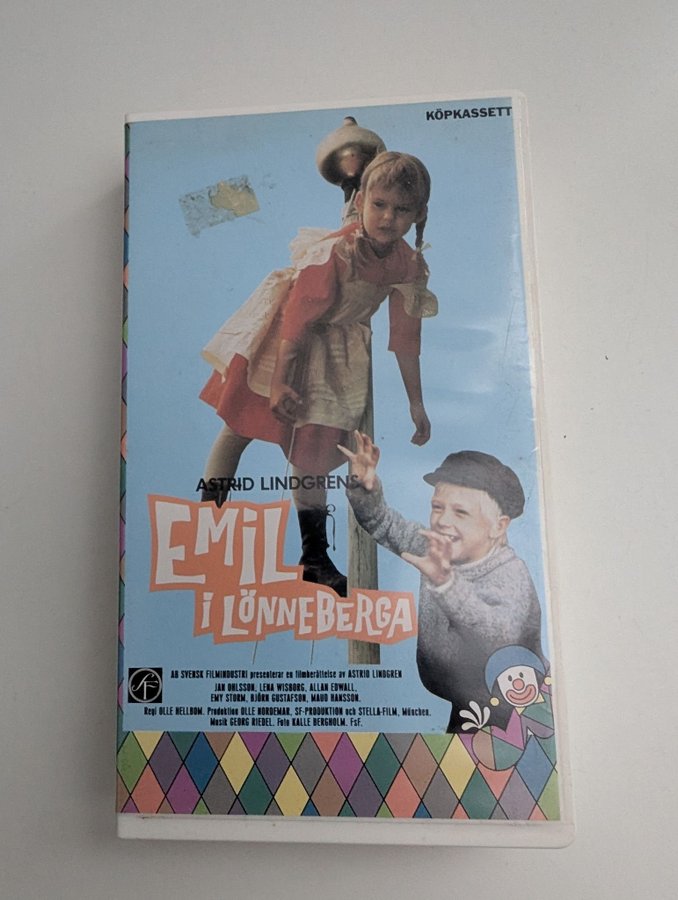 KÖPKASSETT
ASTRID LINDGRENS
EMIL
i LÖNNEBERGA
SF
AB SVENSK FILMINDUSTRI presenterar en filmberättelse av ASTRID LINDGREN
JAN OHLSSON, LENA WISBORG, ALLAN EDWALL,
EMY STORM, BJÖRN GUSTAFSON, MAUD HANSSON.
Regi OLLE HELLBOM. Produktion OLLE NORDEMAR, SF-PRODUKTION och STELLA-FILM, München.
Musik GEORG RIEDEL. Foto KALLE BERGHOLM. FsF.